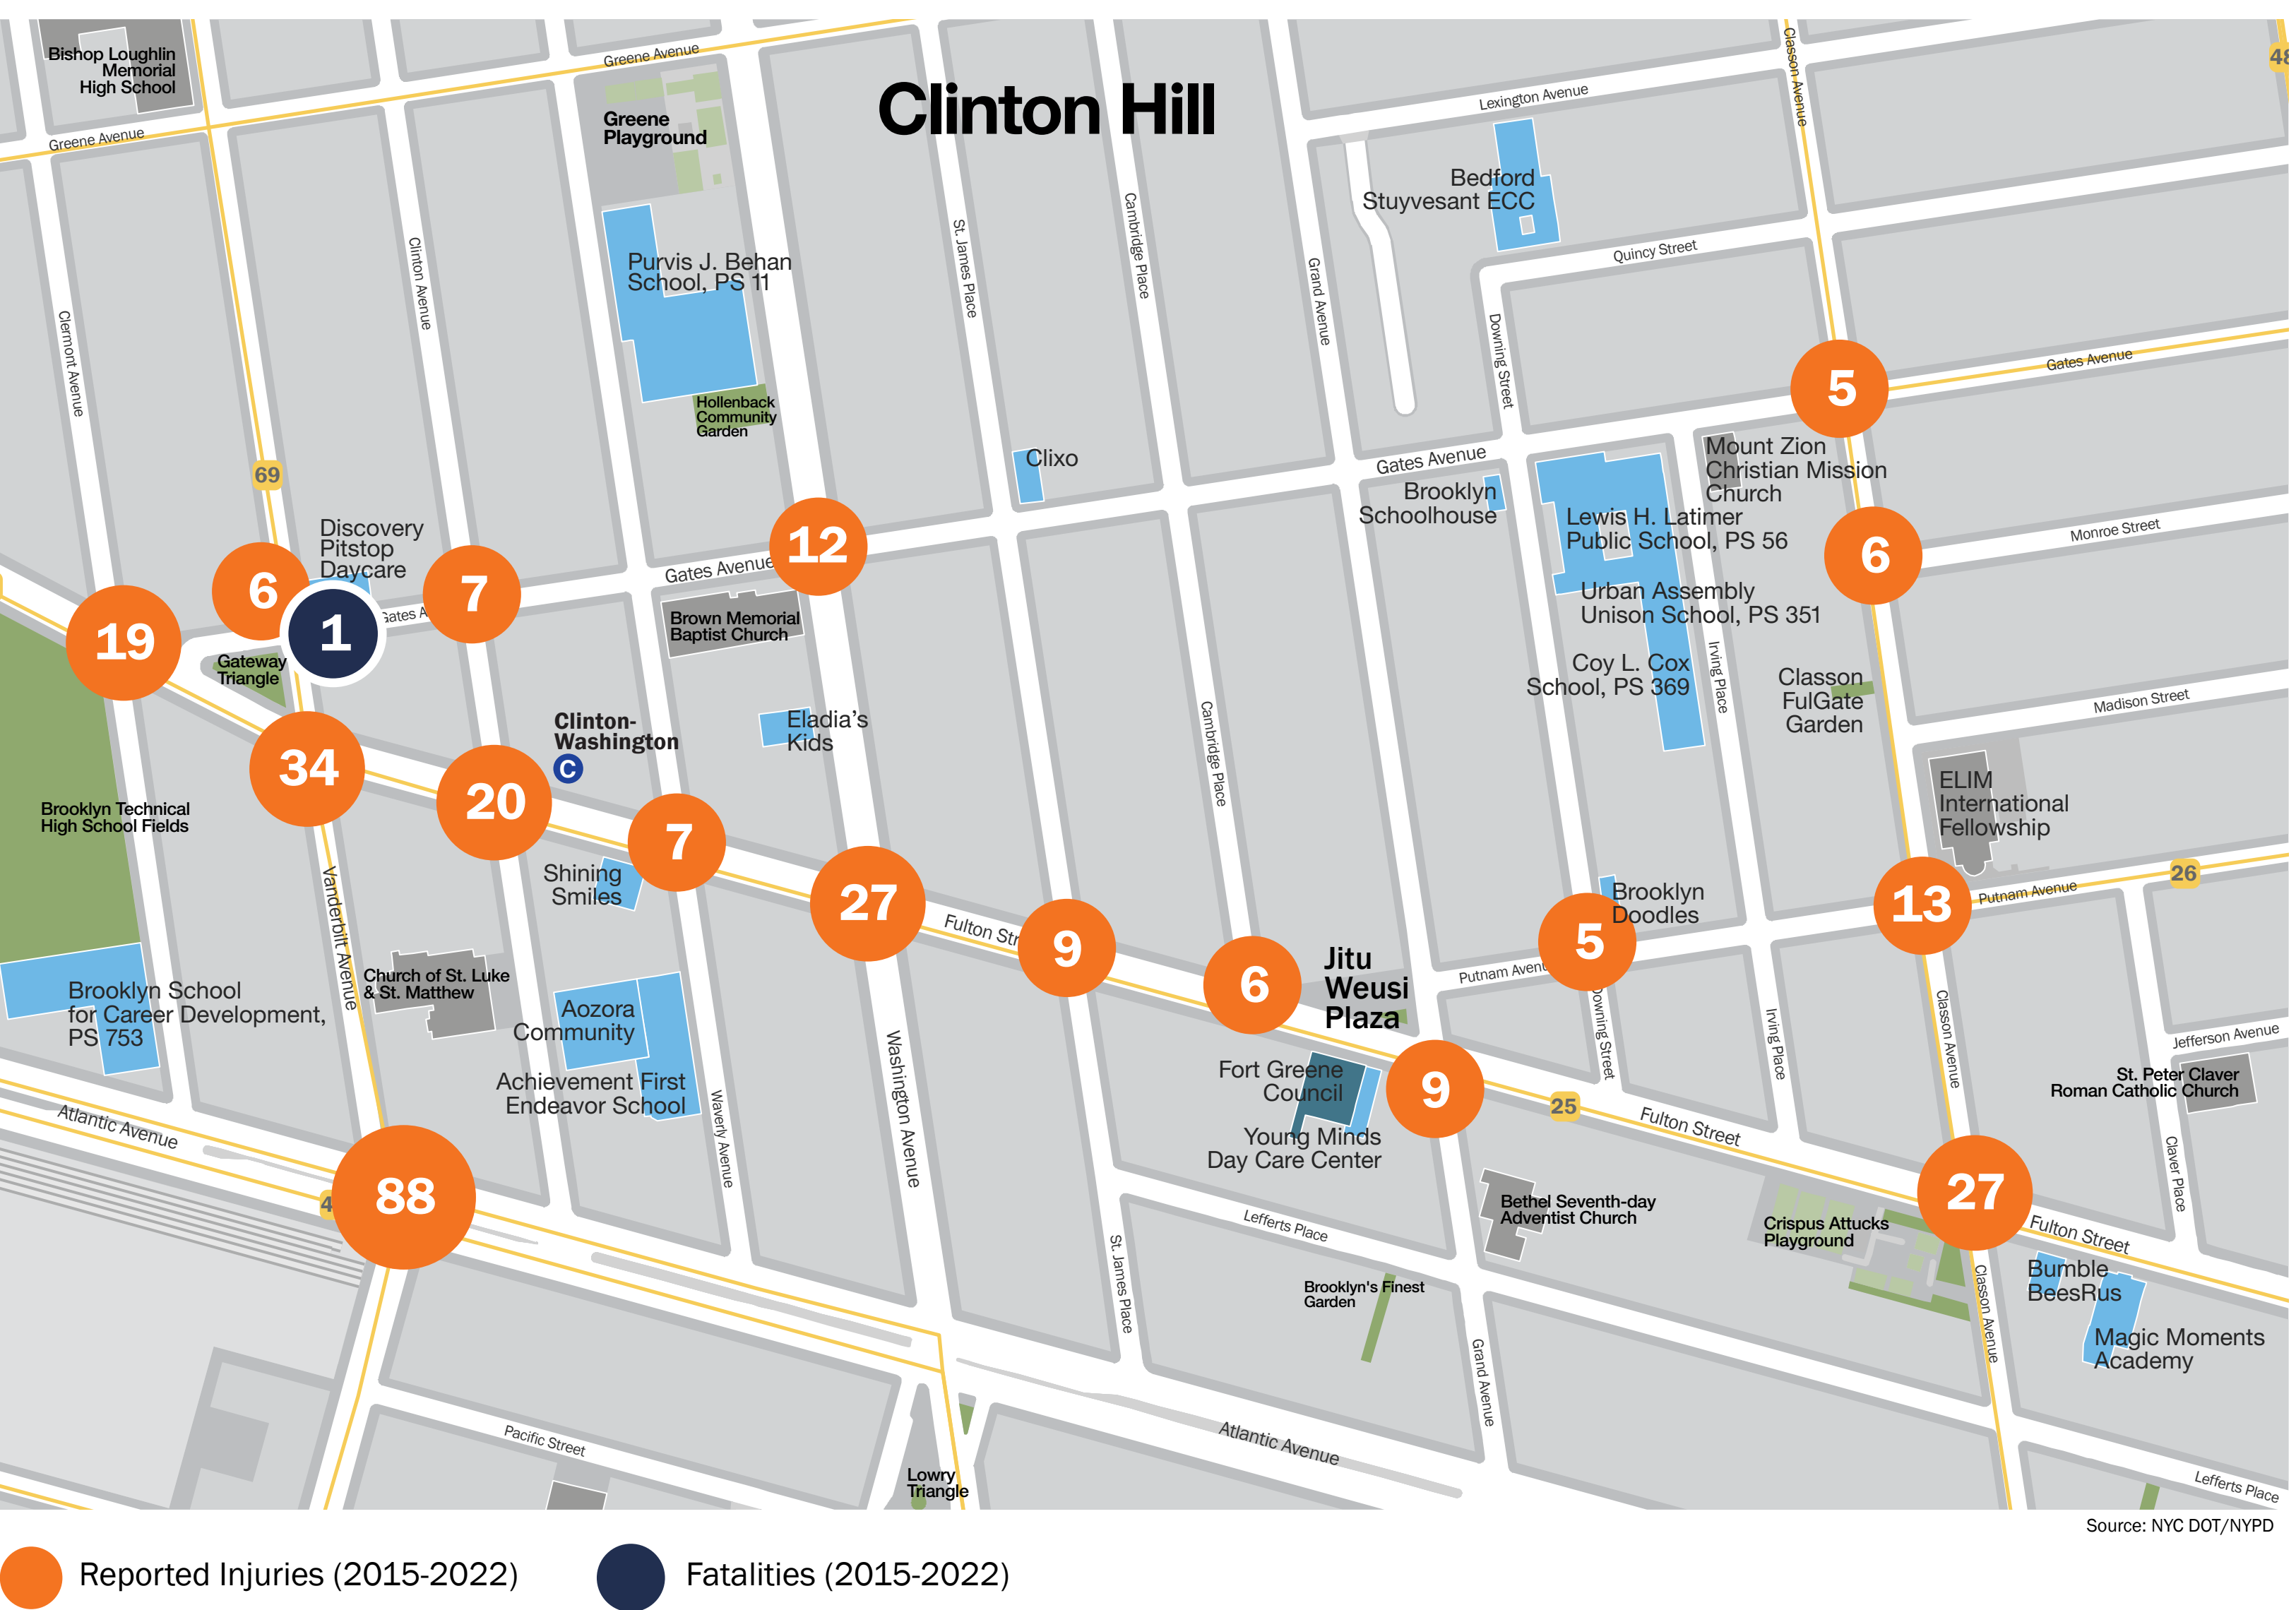 Clinton Hill
Bishop Loughlin
Memorial
High School
Greene Avenue
Greene Avenue
Greene
Playground
Lexington Avenue
Classon Avenue
48
Bedford
Stuyvesant ECC
Quincy Street
Purvis J. Behan
School, PS 11
Clermont Avenue
Clinton Avenue
St. James Place
Cambridge Place
Grand Avenue
Downing Street
Gates Avenue
5
Hollenback
Community
Garden
Clixo
Gates Avenue
Brooklyn
Schoolhouse
Mount Zion
Christian Mission
Church
69
Lewis H. Latimer
Public School, PS 56
Monroe Street
6
Discovery
Pitstop
Daycare
12
Gates Avenue
Urban Assembly
Unison School, PS 351
19
6
1
Gates A
7
Brown Memorial
Baptist Church
Gateway
Triangle
Coy L. Cox
School, PS 369
Irving Place
Classon
FulGate
Garden
Madison Street
34
20
Clinton-
Washington
C
Eladia's
Kids
Cambridge Place
ELIM
International
Fellowship
Brooklyn Technical
High School Fields
Vanderbilt Avenue
7
Shining
Smiles
27
Fulton Str
9
6
Jitu
Weusi
Plaza
Putnam Avenu
5
Brooklyn
Doodles
13
Putnam Avenue
26
Brooklyn School
for Career Development,
PS 753
Church of St. Luke
& St. Matthew
Aozora
Community
Achievement First
Endeavor School
Waverly Avenue
Washington Avenue
Fort Greene
Council
Young Minds
Day Care Center
9
25
Downing Street
Fulton Street
Irving Place
Classon Avenue
Jefferson Avenue
St. Peter Claver
Roman Catholic Church
Claver Place
Atlantic Avenue
4
88
Lefferts Place
St. James Place
Bethel Seventh-day
Adventist Church
Crispus Attucks
Playground
27
Fulton Street
Bumble
BeesRus
Magic Moments
Academy
Classon Avenue
Brooklyn's Finest
Garden
Grand Avenue
Pacific Street
Atlantic Avenue
Lowry
Triangle
Lefferts Place
Source: NYC DOT/NYPD
Reported Injuries (2015-2022)
Fatalities (2015-2022)